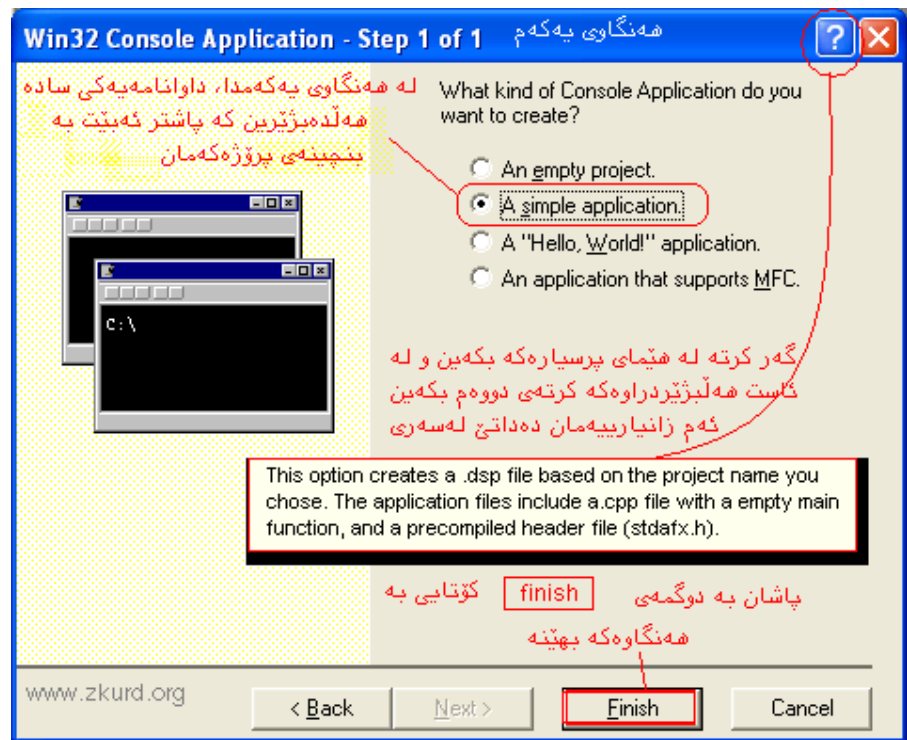 Win32 Console Application - Step 1 of 1 هەنگاوی یەکەم
لە هەنگاوی یەکەمدا، داوانامەیەکی سادە
هەڵدەبژێرین کە پاشتر ئەبێت بە
بنچینەی پرۆژەکەمان
What kind of Console Application do you
want to create?
An empty project.
A simple application.
A "Hello, World!" application.
An application that supports MFC.
C:\
گەر کرتە لە هێمای پرسیارەکە بکەین و لە
ئاست هەڵبژێردراوەکە کرتەی دووەم بکەین
ئەم زانیارییەمان دەداتێ لەسەری
This option creates a .dsp file based on the project name you
chose. The application files include a.cpp file with a empty main
function, and a precompiled header file (stdafx.h).
پاشان بە دوگمەی finish کۆتایی بە
هەنگاوەکە بهێنە
www.zkurd.org
< Back
Next >
Finish
Cancel